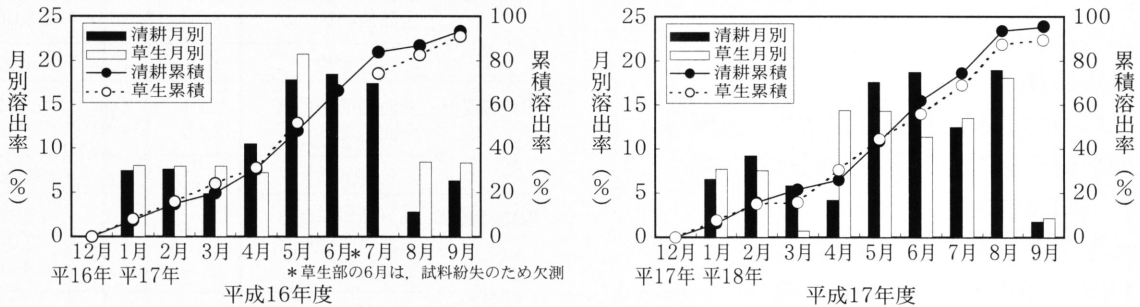 月別溶出率(%)
25
20
15
10
5
0
清耕月別
草生月別
清耕累積
草生累積
100
80
60
40
20
0
累積溶出率(%)
12月 1月 2月 3月 4月 5月 6月*7月 8月 9月
平16年 平17年
*草生部の6月は，試料紛失のため欠測
平成16年度
月別溶出率(%)
25
20
15
10
5
0
清耕月別
草生月別
清耕累積
草生累積
100
80
60
40
20
0
累積溶出率(%)
12月 1月 2月 3月 4月 5月 6月 7月 8月 9月
平17年 平18年
平成17年度